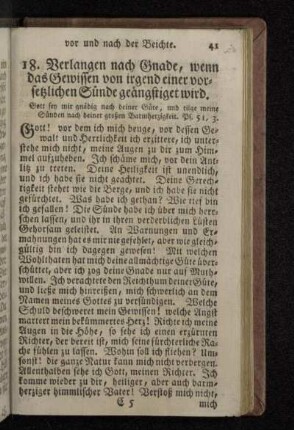 vor und nach der Beichte. 41
18. Verlangen nach Gnade, wenn
das Gewissen von irgend einer vor-
setzlichen Sünde geängstiget wird.
Gott sey mir gnädig nach deiner Güte, und tilge meine
Sünden nach deiner großen Barmherzigkeit. Ps. 51, 3.
Gott! vor dem ich mich beuge, vor dessen Ge-
walt und Herrlichkeit ich erzittere, ich unter-
stehe mich nicht, meine Augen zu dir zum Him-
mel aufzuheben. Ich schäme mich, vor dein Ant-
litz zu treten. Deine Heiligkeit ist unendlich,
und ich habe sie nicht geachtet. Deine Gerech-
tigkeit stehet wie die Berge, und ich habe sie nicht
gefürchtet. Was habe ich gethan? Wie tief bin
ich gefallen! Die Sünde habe ich über mich herr-
schen lassen, und ihr in ihren verderblichen Lüsten
Gehorsam geleistet. An Warnungen und Er-
mahnungen hat es mir nie gefehlet, aber wie gleich-
gültig bin ich dagegen gewesen! Mit welchen
Wohlthaten hat mich deine allmächtige Güte über-
schüttet, aber ich zog deine Gnade nur auf Muth-
willen. Ich verachtete den Reichthum deiner Güte,
und ließ mich hinreißen, mich schwerlich an dem
Namen meines Gottes zu versündigen. Welche
Schuld beschweret mein Gewissen! welche Angst
martert mein bekümmertes Herz! Richte ich meine
Augen in die Höhe, so sehe ich einen erzürnten
Richter, der bereit ist, mich seine fürchterliche Ra-
che fühlen zu lassen. Wohin soll ich fliehen? Um-
sonst! die ganze Natur kann mich nicht verbergen.
Allenthalben sehe ich Gott, meinen Richter. Ich
komme wieder zu dir, heiliger, aber auch barm-
herziger himmlischer Vater! Verstoß mich nicht,
C 5 mich